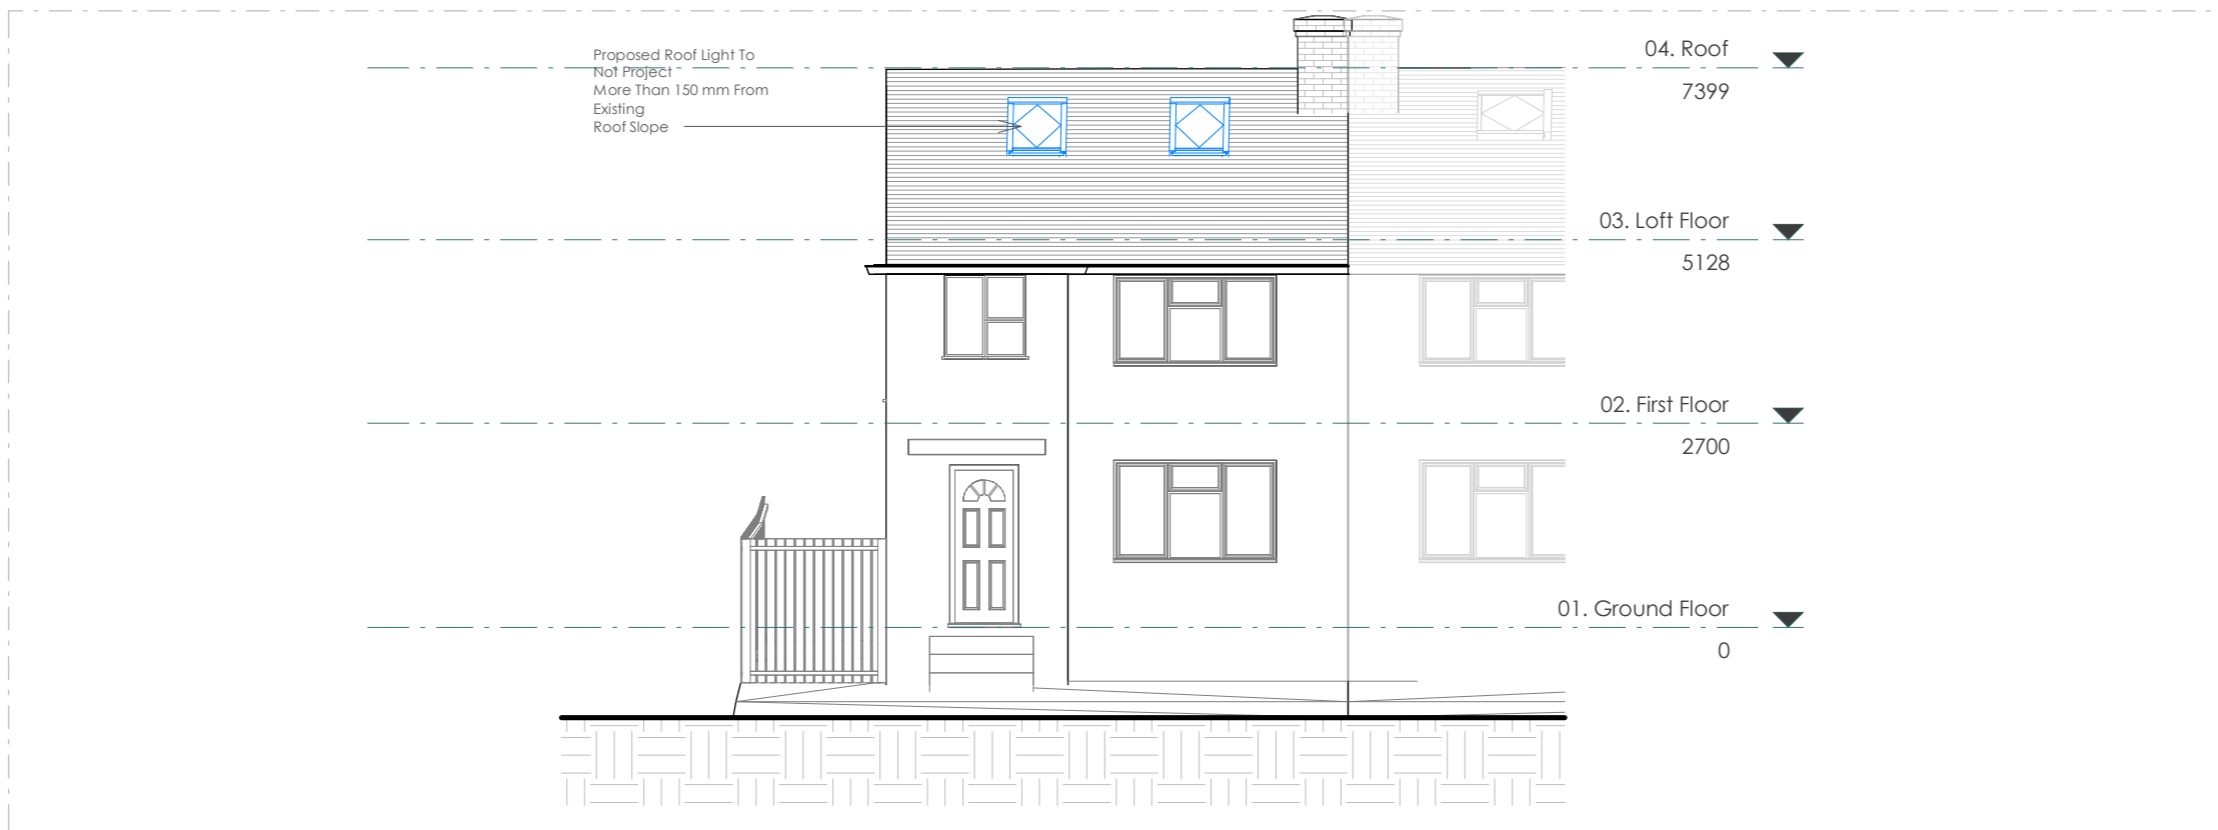 Proposed Roof Light To
Not Project
More Than 150 mm From
Existing
Roof Slope
04. Roof
7399
03. Loft Floor
5128
02. First Floor
2700
01. Ground Floor
0